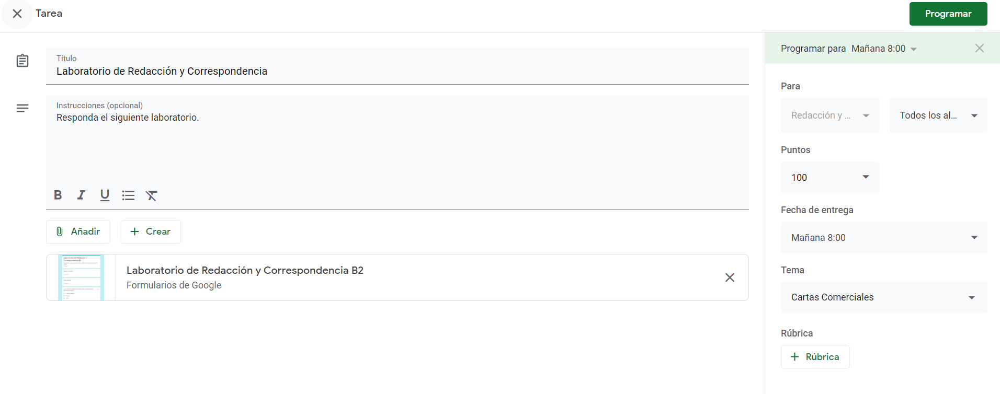 Tarea
Programar
Título
Laboratorio de Redacción y Correspondencia
Instrucciones (opcional)
Responda el siguiente laboratorio.
B I U
Añadir
Crear
Laboratorio de Redacción y Correspondencia B2
Formularios de Google
Programar para Mañana 8:00
Para
Redacción y ...
Todos los al...
Puntos
100
Fecha de entrega
Mañana 8:00
Tema
Cartas Comerciales
Rúbrica
Rúbrica